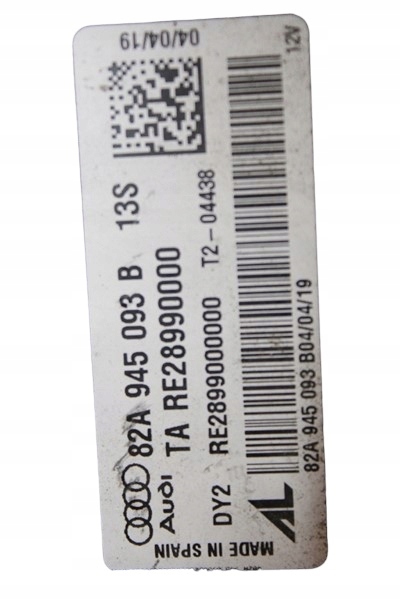 04/04/19
12V
82A 945 093 B 13S
Audi TA RE28990000
DY2 RE2899000000 T2-04438
AL 82A 945 093 B04/04/19
MADE IN SPAIN